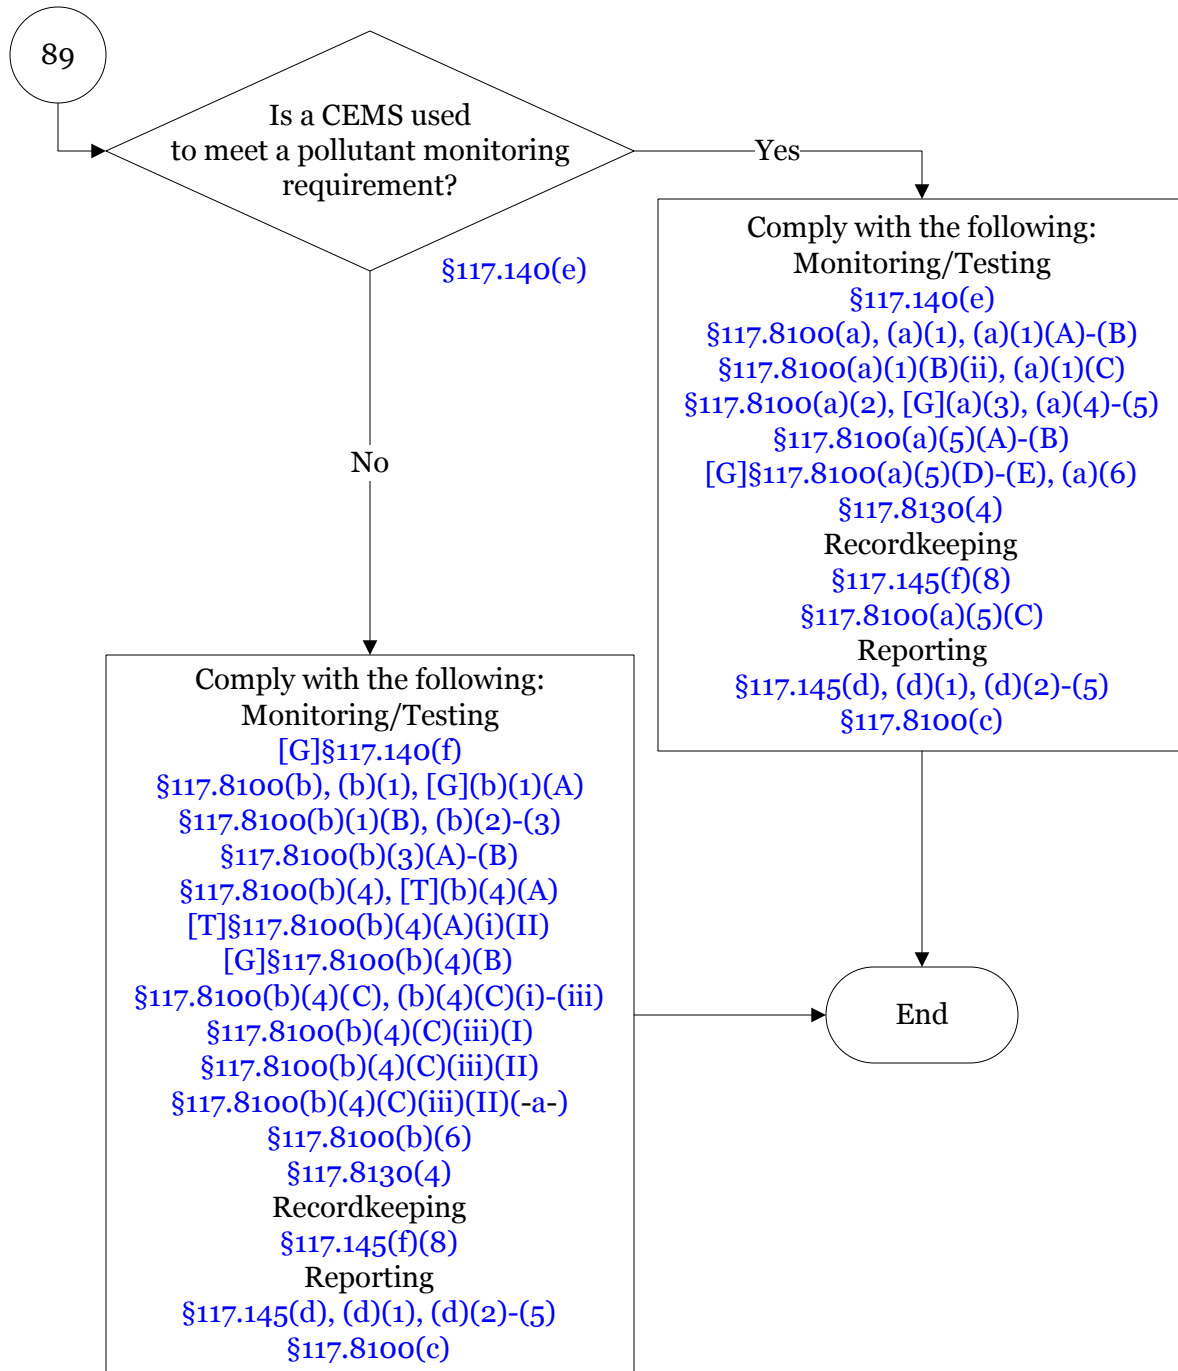 89
Is a CEMS used
to meet a pollutant monitoring
requirement?
§117.140(e)
Yes
No
Comply with the following:
Monitoring/Testing
§117.140(e)
§117.8100(a), (a)(1), (a)(1)(A)-(B)
§117.8100(a)(1)(B)(ii), (a)(1)(C)
§117.8100(a)(2), [G](a)(3), (a)(4)-(5)
§117.8100(a)(5)(A)-(B)
[G]§117.8100(a)(5)(D)-(E), (a)(6)
§117.8130(4)
Recordkeeping
§117.145(f)(8)
§117.8100(a)(5)(C)
Reporting
§117.145(d), (d)(1), (d)(2)-(5)
§117.8100(c)
Comply with the following:
Monitoring/Testing
[G]§117.140(f)
§117.8100(b), (b)(1), [G](b)(1)(A)
§117.8100(b)(1)(B), (b)(2)-(3)
§117.8100(b)(3)(A)-(B)
§117.8100(b)(4), [T](b)(4)(A)
[T]§117.8100(b)(4)(A)(i)(II)
[G]§117.8100(b)(4)(B)
§117.8100(b)(4)(C), (b)(4)(C)(i)-(iii)
§117.8100(b)(4)(C)(iii)(I)
§117.8100(b)(4)(C)(iii)(II)
§117.8100(b)(4)(C)(iii)(II)(-a-)
§117.8100(b)(6)
§117.8130(4)
Recordkeeping
§117.145(f)(8)
Reporting
§117.145(d), (d)(1), (d)(2)-(5)
§117.8100(c)
End